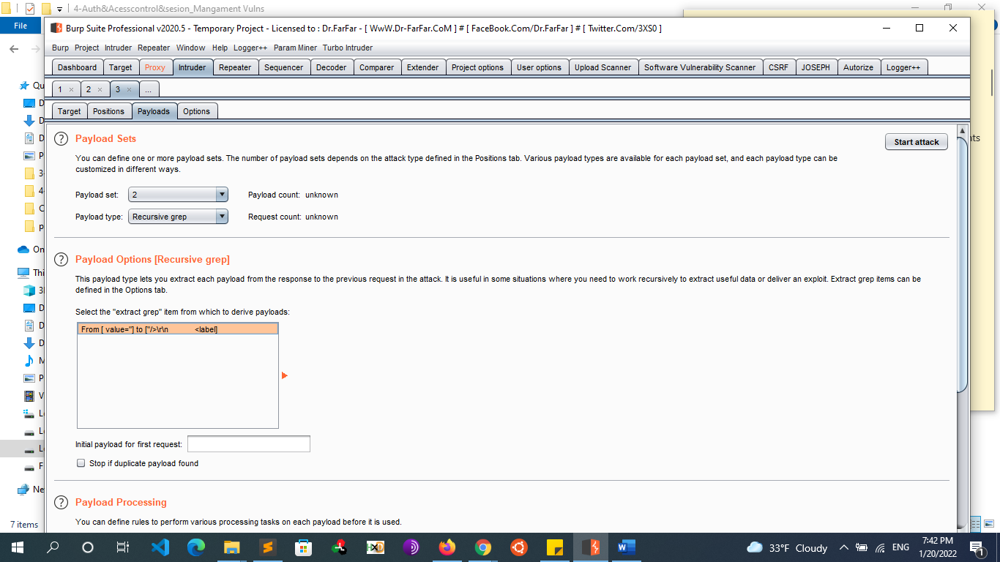 4-Auth&Acesscontrol&sesion_Mangament Vulns
File
Burp Suite Professional v2020.5 - Temporary Project - Licensed to : Dr.FarFar - [ WwW.Dr-FarFar.CoM ] # [ FaceBook.Com/Dr.FarFar ] # [ Twitter.Com/3XS0 ]
Burp Project Intruder Repeater Window Help Logger++ Param Miner Turbo Intruder
Dashboard Target Proxy Intruder Repeater Sequencer Decoder Comparer Extender Project options User options Upload Scanner Software Vulnerability Scanner CSRF JOSEPH Autorize Logger++
1 × 2 × 3 × ...
Target Positions Payloads Options
? Payload Sets
Start attack
You can define one or more payload sets. The number of payload sets depends on the attack type defined in the Positions tab. Various payload types are available for each payload set, and each payload type can be
customized in different ways.
Payload set: 2 Payload count: unknown
Payload type: Recursive grep Request count: unknown
? Payload Options [Recursive grep]
This payload type lets you extract each payload from the response to the previous request in the attack. It is useful in some situations where you need to work recursively to extract useful data or deliver an exploit. Extract grep items can be
defined in the Options tab.
Select the "extract grep" item from which to derive payloads:
From [ value="] to ["/>\r\n <label]
Initial payload for first request:
Stop if duplicate payload found
? Payload Processing
You can define rules to perform various processing tasks on each payload before it is used.
7 items
33°F Cloudy
ENG
7:42 PM
1/20/2022
1